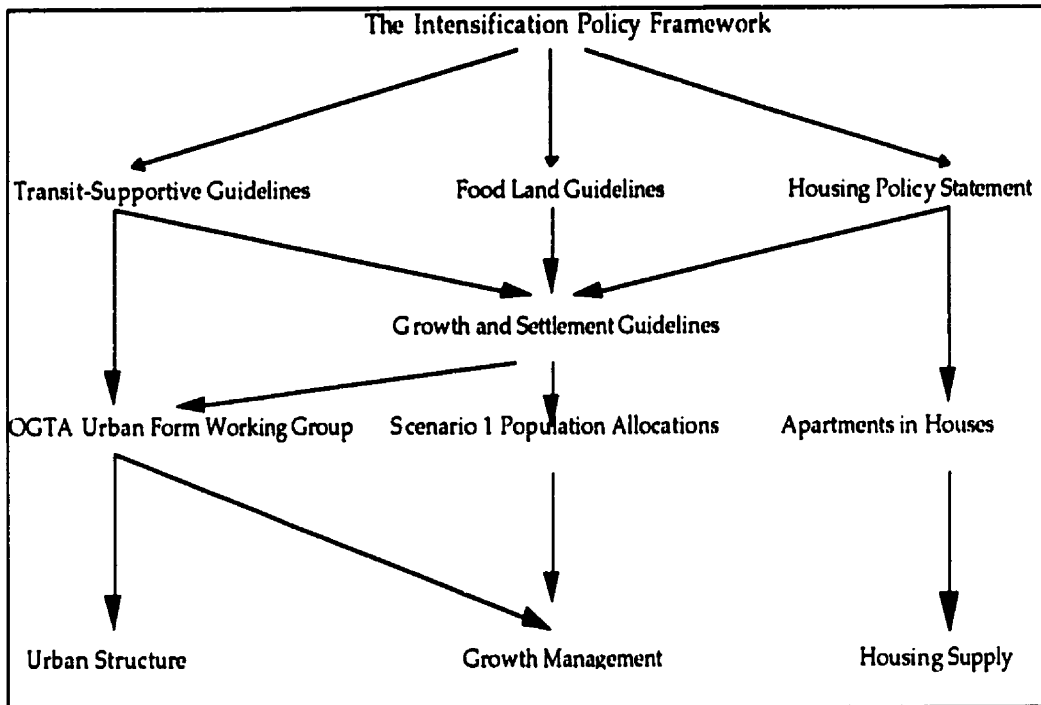 The Intensification Policy Framework
Transit-Supportive Guidelines
Food Land Guidelines
Housing Policy Statement
Growth and Settlement Guidelines
OGTA Urban Form Working Group
Scenario 1 Population Allocations
Apartments in Houses
Urban Structure
Growth Management
Housing Supply